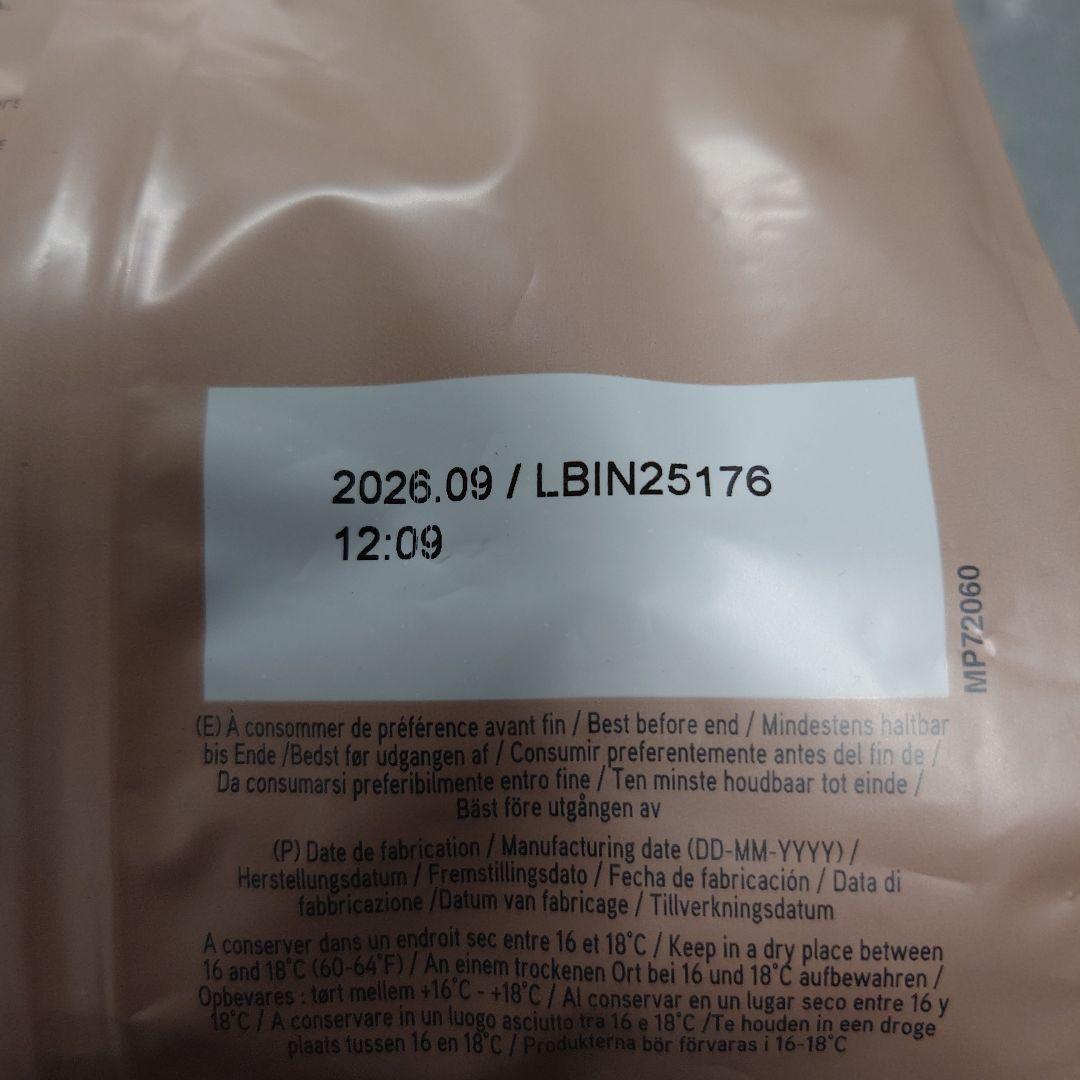 2026.09 / LBIN25176
12:09
MP72060
(E) À consommer de préférence avant fin / Best before end / Mindestens haltbar
bis Ende /Bedst før udgangen af / Consumir preferentemente antes del fin de /
Da consumarsi preferibilmente entro fine / Ten minste houdbaar tot einde /
Bäst före utgången av
(P) Date de fabrication / Manufacturing date (DD-MM-YYYY) /
Herstellungsdatum / Fremstillingsdato / Fecha de fabricación / Data di
fabbricazione /Datum van fabricage / Tillverkningsdatum
A conserver dans un endroit sec entre 16 et 18°C / Keep in a dry place between
16 and 18°C (60-64°F) / An einem trockenen Ort bei 16 und 18°C aufbewahren /
Opbevares : tørt mellem +16°C - +18°C / Al conservar en un lugar seco entre 16 y
18°C / A conservare in un luogo asciutto tra 16 e 18°C /Te houden in een droge
plaats tussen 16 en 18°C / Produkterna bör förvaras i 16-18°C